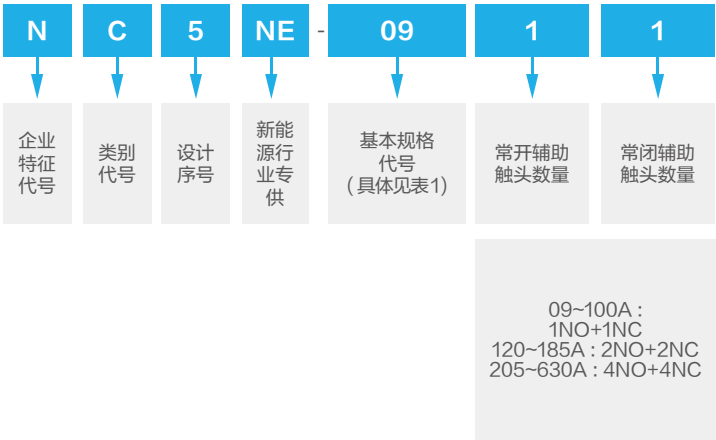 N C 5 NE - 09 1 1
企业
特征
代号
类别
代号
设计
序号
新能
源行
业专
供
基本规格
代号
(具体见表1)
常开辅助
触头数量
常闭辅助
触头数量
09~100A :
1NO+1NC
120~185A : 2NO+2NC
205~630A : 4NO+4NC